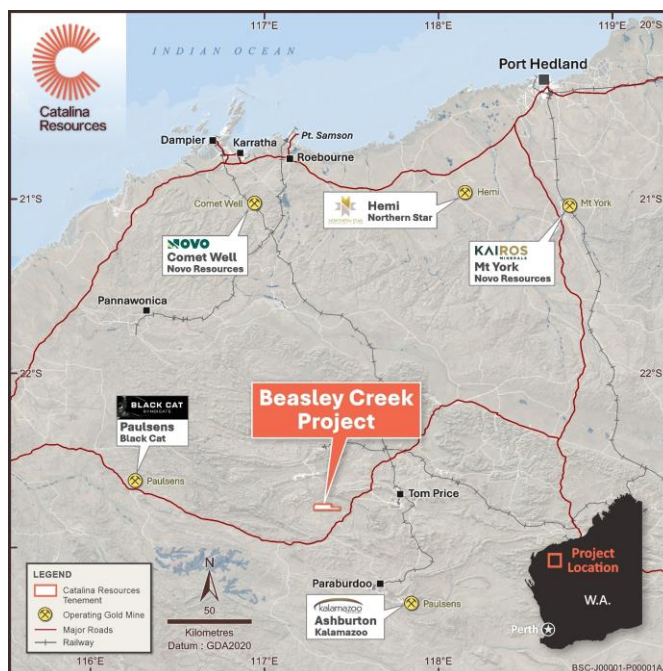 117°E
118°E
119°E
20°S
INDIAN OCEAN
Catalina
Resources
Port Hedland
Dampier
Karratha
Pt. Samson
Roebourne
21°S
21°S
Comet Well
NOVO
Comet Well
Novo Resources
NORTHERN STAR
Hemi
Northern Star
Hemi
Mt York
KAIROS
MINERALS
Mt York
Novo Resources
Pannawonica
22°S
22°S
Beasley Creek
Project
BLACK CAT
SYNDICATE
Paulsens
Black Cat
Paulsens
Tom Price
LEGEND
Catalina Resources
Tenement
Operating Gold Mine
Major Roads
Railway
N
50
Kilometres
Datum : GDA2020
Paraburdoo
kalamazoo
Ashburton
Kalamazoo
Paulsens
Project
Location
W.A.
Perth
116°E
117°E
118°E
BSC-J00001-P00001A